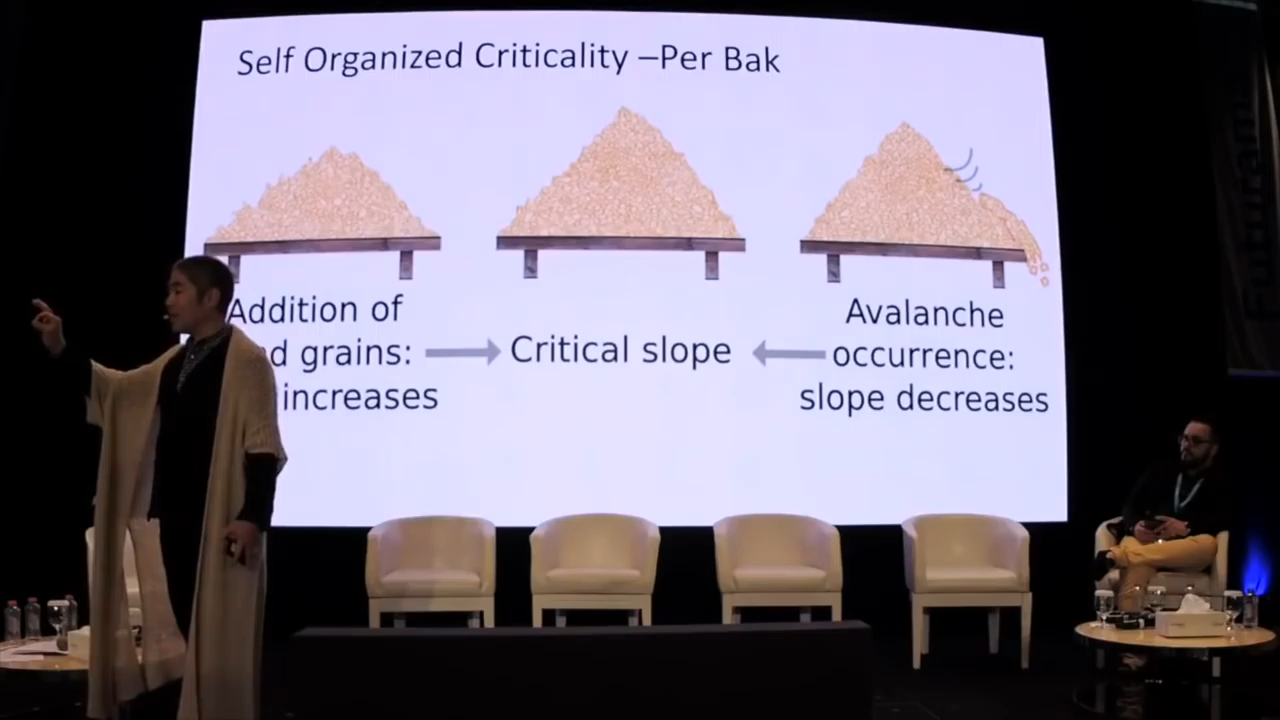 Self Organized Criticality –Per Bak
Addition of
grains:
increases
Critical slope
Avalanche
occurrence:
slope decreases